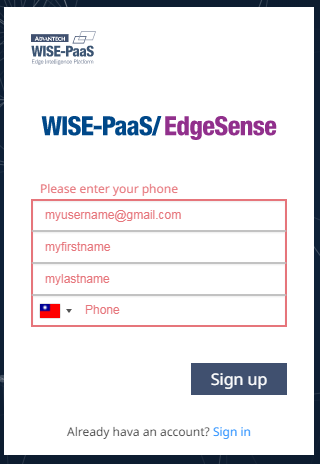 ADVANTECH
WISE-PaaS
Edge Intelligence Platform
WISE-PaaS/ EdgeSense
Please enter your phone
myusername@gmail.com
myfirstname
mylastname
Phone
Sign up
Already hava an account? Sign in